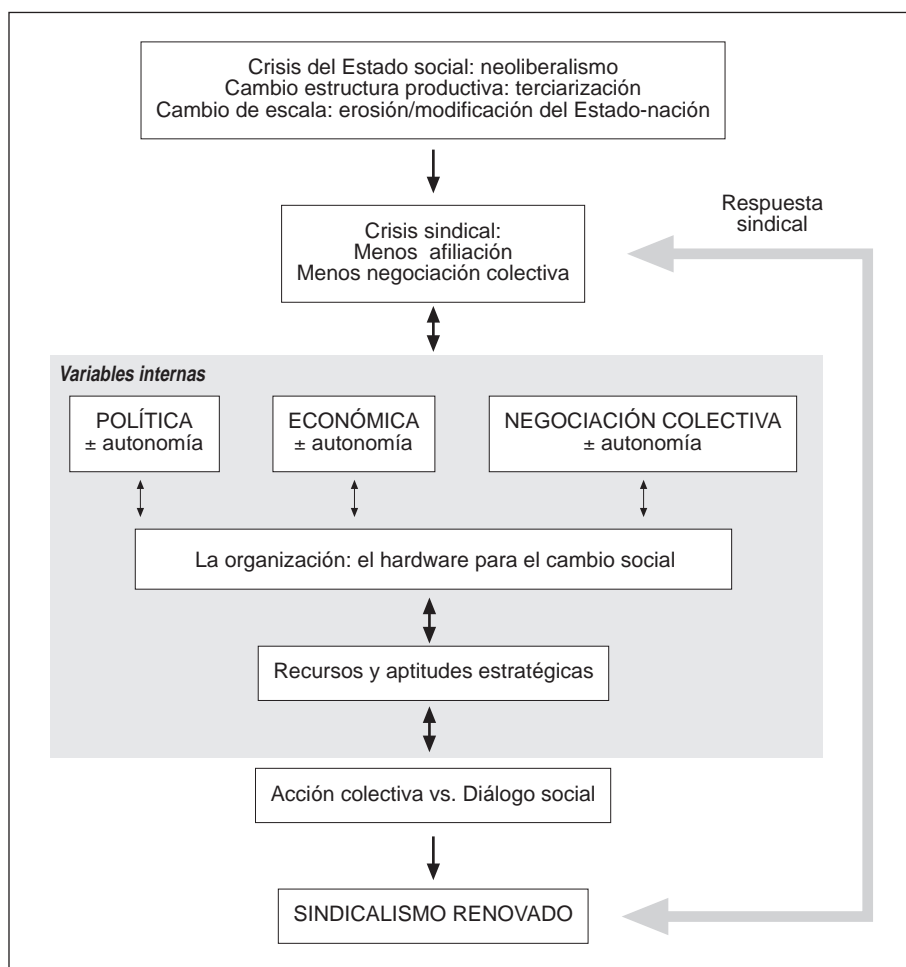 Crisis del Estado social: neoliberalismo
Cambio estructura productiva: terciarización
Cambio de escala: erosión/modificación del Estado-nación
Respuesta
sindical
Crisis sindical:
Menos afiliación
Menos negociación colectiva
Variables internas
POLÍTICA
± autonomía
ECONÓMICA
± autonomía
NEGOCIACIÓN COLECTIVA
± autonomía
La organización: el hardware para el cambio social
Recursos y aptitudes estratégicas
Acción colectiva vs. Diálogo social
SINDICALISMO RENOVADO